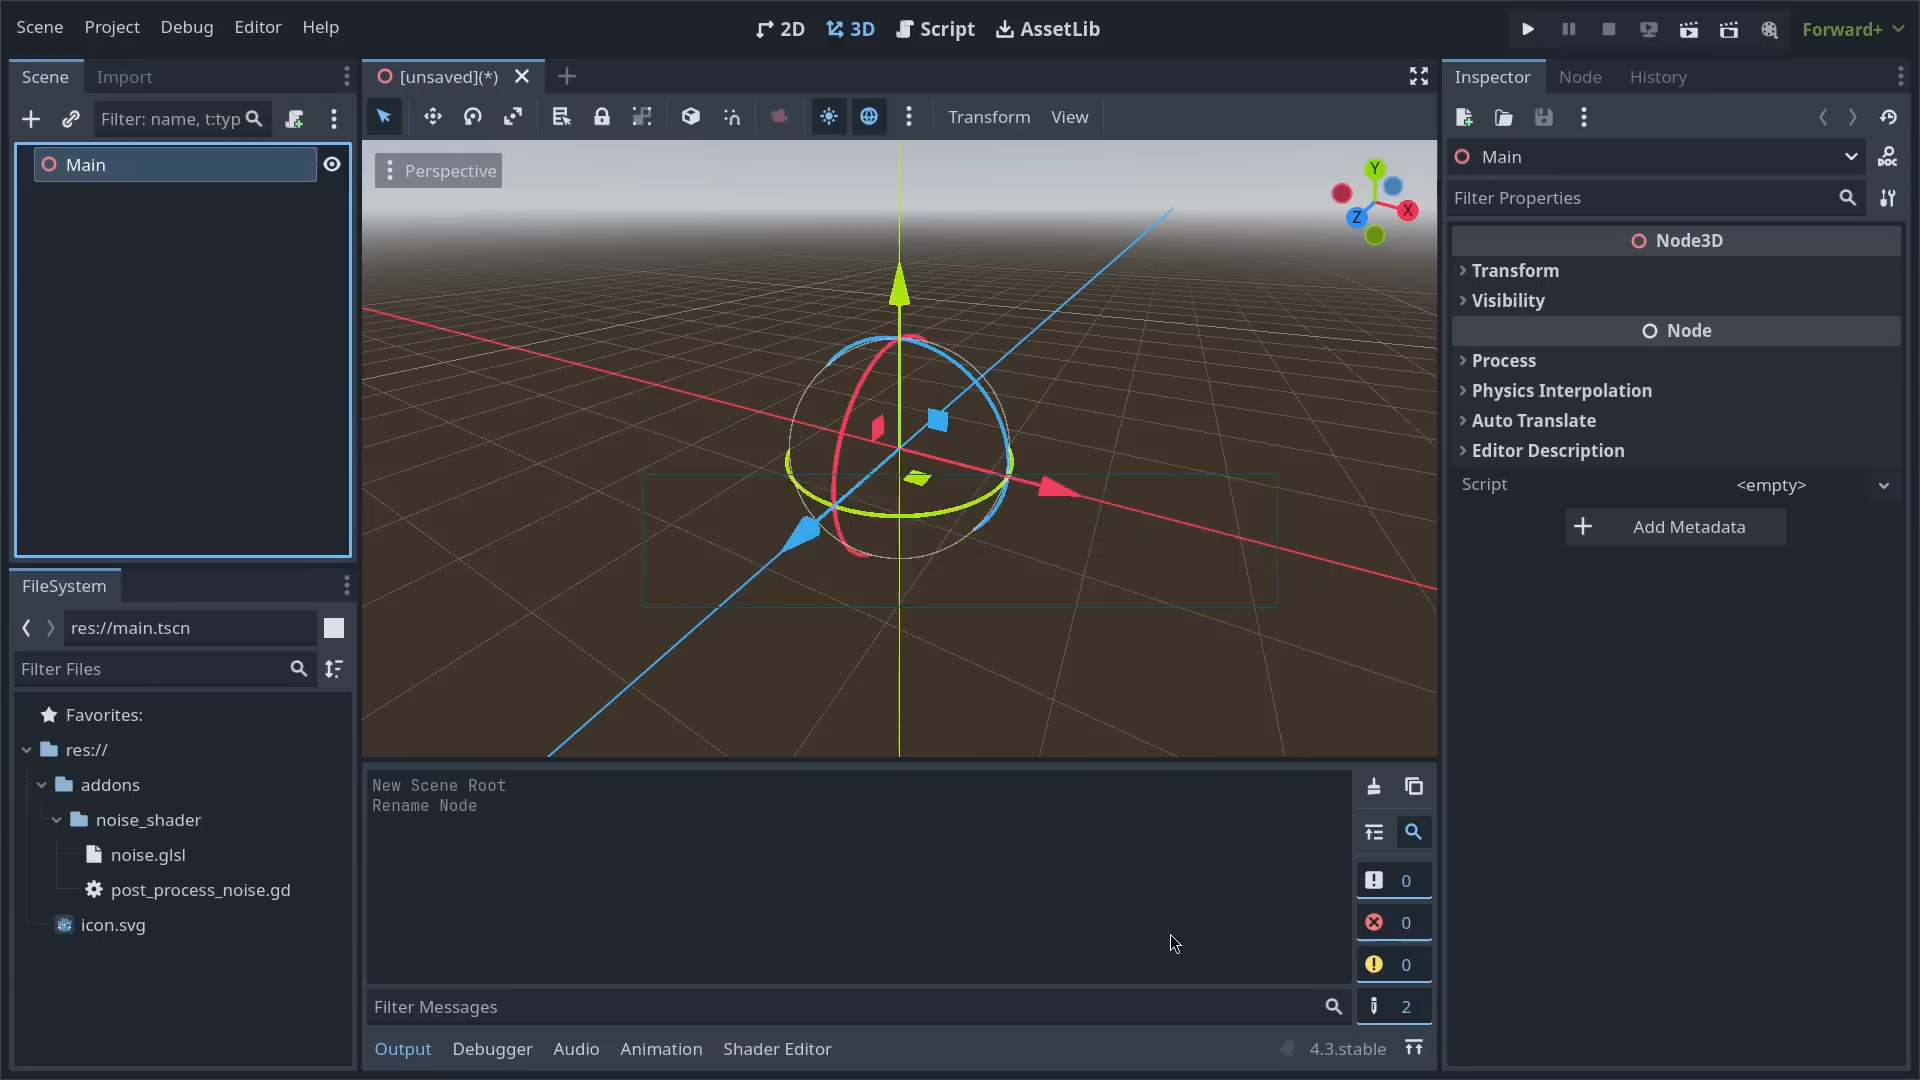 Scene Project Debug Editor Help
2D 3D Script AssetLib
Forward+
Scene Import
Filter: name, t:typ
Main
FileSystem
res://main.tscn
Filter Files
Favorites:
res://
addons
noise_shader
noise.glsl
post_process_noise.gd
icon.svg
[unsaved](*)
Transform View
Perspective
Y
X
Z
New Scene Root
Rename Node
0
0
0
2
Filter Messages
Output Debugger Audio Animation Shader Editor
4.3.stable
Inspector Node History
DOC
Main
Filter Properties
Node3D
Transform
Visibility
Node
Process
Physics Interpolation
Auto Translate
Editor Description
Script <empty>
Add Metadata